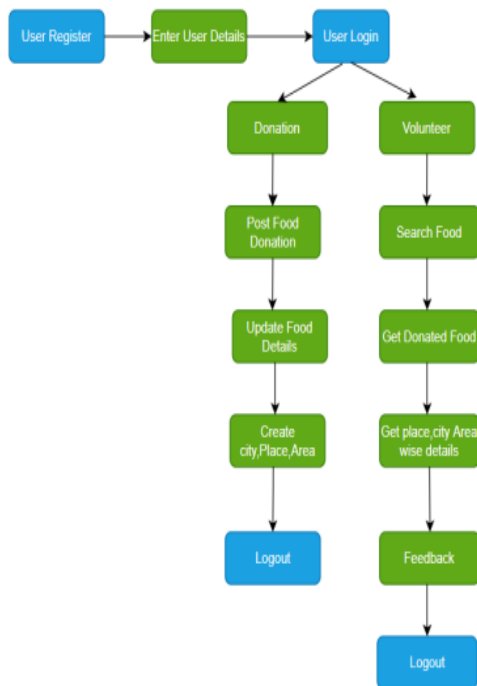 User Register
Enter User Details
User Login
Donation
Volunteer
Post Food
Donation
Search Food
Update Food
Details
Get Donated Food
Create
city,Place,Area
Get place,city Area
wise details
Logout
Feedback
Logout